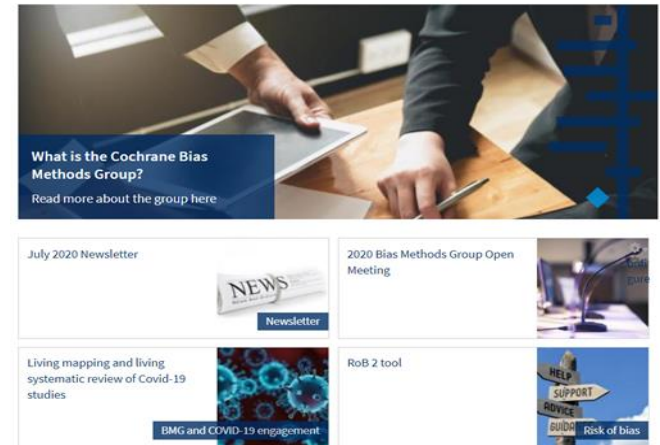 What is the Cochrane Bias
Methods Group?
Read more about the group here
July 2020 Newsletter
NEWS
Newsletter
2020 Bias Methods Group Open
Meeting
Living mapping and living
systematic review of Covid-19
studies
BMG and COVID-19 engagement
RoB 2 tool
HELP
SUPPORT
ADVICE
Risk of bias